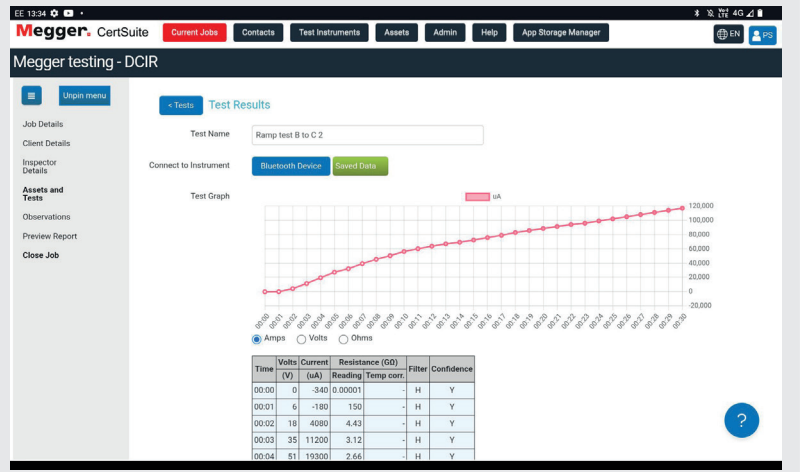 EE 13:34
VoLTE 4G
Megger. CertSuite
Current Jobs
Contacts
Test Instruments
Assets
Admin
Help
App Storage Manager
EN
PS
Megger testing - DCIR
Unpin menu
Job Details
Client Details
Inspector
Details
Assets and
Tests
Observations
Preview Report
Close Job
< Tests
Test Results
Test Name
Ramp test B to C 2
Connect to Instrument
Bluetooth Device
Saved Data
Test Graph
uA
120,000
100,000
80,000
60,000
40,000
20,000
0
-20,000
00:00 00:01 00:02 00:03 00:04 00:05 00:06 00:07 00:08 00:09 00:10 00:11 00:12 00:13 00:14 00:15 00:16 00:17 00:18 00:19 00:20 00:21 00:22 00:23 00:24 00:25 00:26 00:27 00:28 00:29 00:30
Amps
Volts
Ohms
Time Volts Current Resistance (GΩ) Filter Confidence
(V) (uA) Reading Temp corr.
00:00 0 -340 0.00001 - H Y
00:01 6 -180 150 - H Y
00:02 18 4080 4.43 - H Y
00:03 35 11200 3.12 - H Y
00:04 51 19300 2.66 - H Y
?